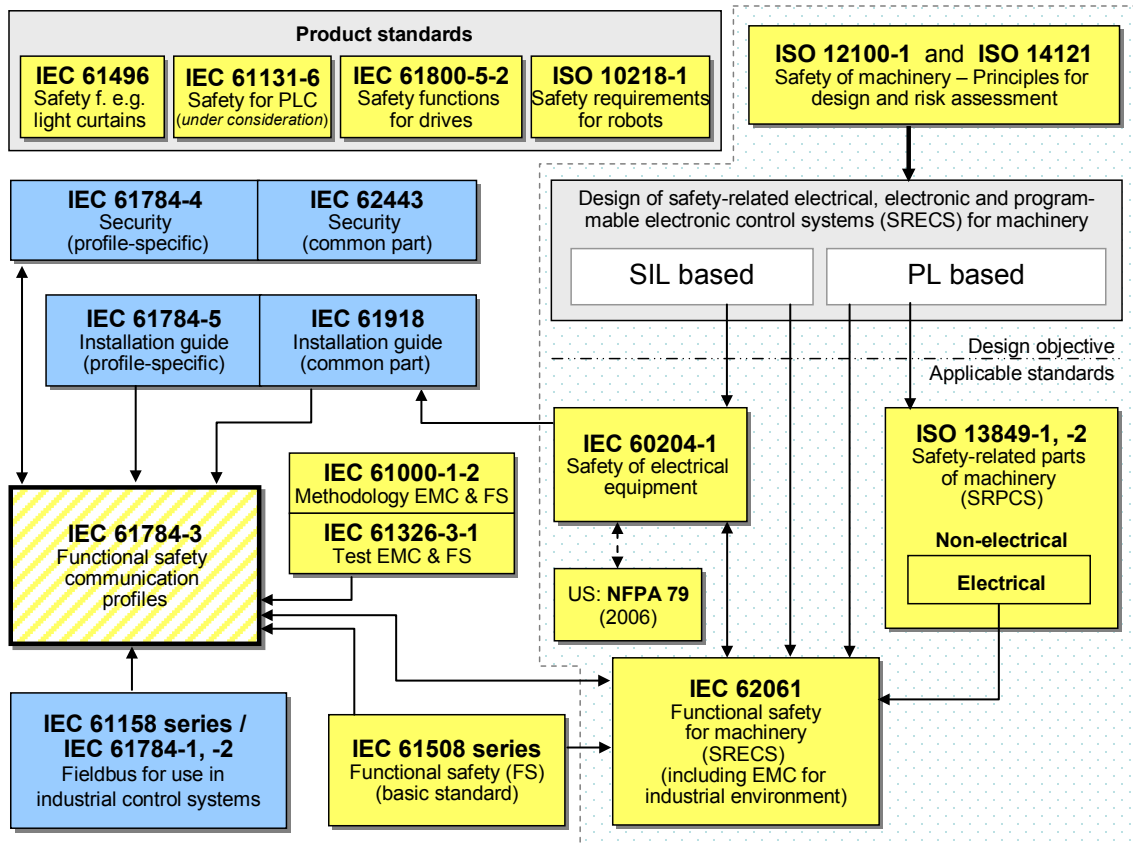 Product standards
IEC 61496
Safety f. e.g.
light curtains
IEC 61131-6
Safety for PLC
(under consideration)
IEC 61800-5-2
Safety functions
for drives
ISO 10218-1
Safety requirements
for robots
ISO 12100-1 and ISO 14121
Safety of machinery – Principles for
design and risk assessment
IEC 61784-4
Security
(profile-specific)
IEC 62443
Security
(common part)
Design of safety-related electrical, electronic and program-
mable electronic control systems (SRECS) for machinery
SIL based
PL based
IEC 61784-5
Installation guide
(profile-specific)
IEC 61918
Installation guide
(common part)
Design objective
Applicable standards
IEC 60204-1
Safety of electrical
equipment
ISO 13849-1, -2
Safety-related parts
of machinery
(SRPCS)
Non-electrical
Electrical
IEC 61000-1-2
Methodology EMC & FS
IEC 61326-3-1
Test EMC & FS
IEC 61784-3
Functional safety
communication
profiles
US: NFPA 79
(2006)
IEC 61158 series /
IEC 61784-1, -2
Fieldbus for use in
industrial control systems
IEC 61508 series
Functional safety (FS)
(basic standard)
IEC 62061
Functional safety
for machinery
(SRECS)
(including EMC for
industrial environment)